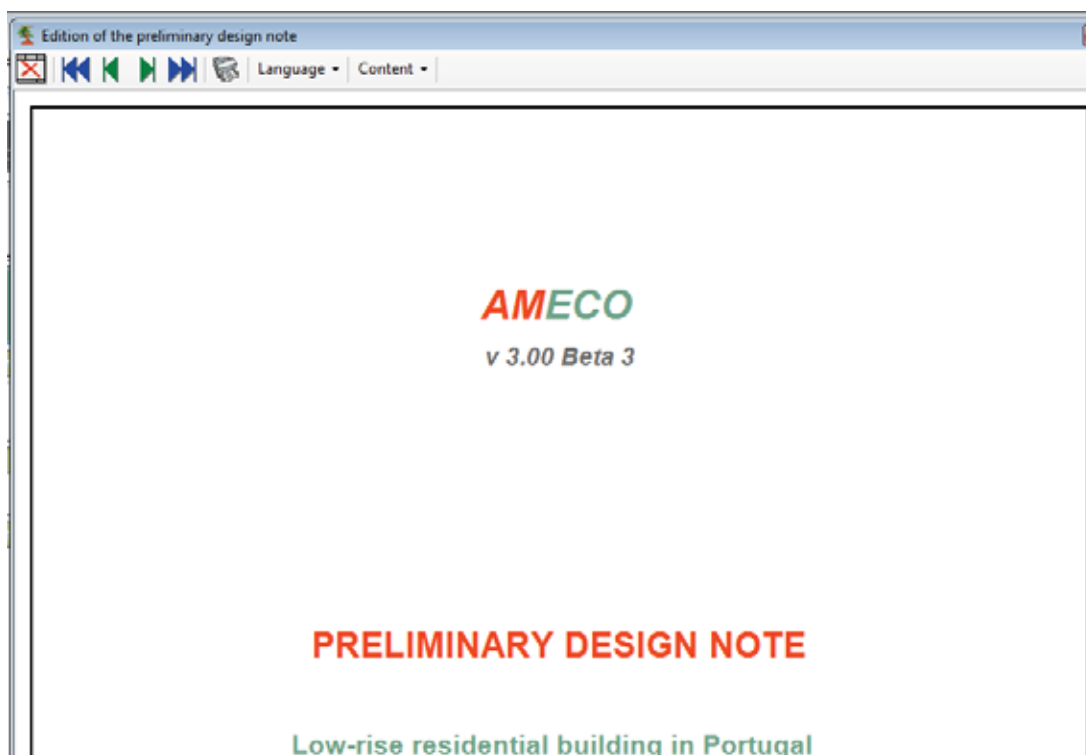 Edition of the preliminary design note
Language Content
AMECO
v 3.00 Beta 3
PRELIMINARY DESIGN NOTE
Low-rise residential building in Portugal